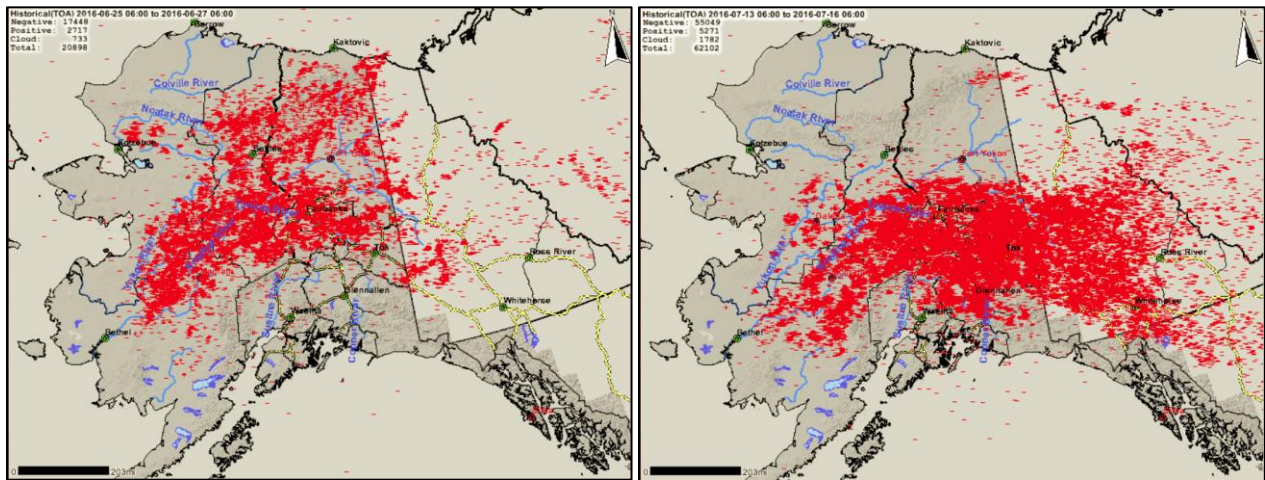 Historical(TOA) 2016-06-25 06:00 to 2016-06-27 06:00
Negative: 17448
Positive: 2717
Cloud: 733
Total: 20898
Barrow
N
Kaktovic
Colville River
Noatak River
Kotzebue
Bettles
Fairbanks
Tok
Ross River
Glennallen
Whitehorse
Wasilla
Bethel
0 203mi
Historical(TOA) 2016-07-13 06:00 to 2016-07-16 06:00
Negative: 55049
Positive: 5271
Cloud: 1782
Total: 62102
Barrow
N
Kaktovic
Colville River
Noatak River
Kotzebue
Bettles
Fort Yukon
Fairbanks
Tok
Ross River
Glennallen
Whitehorse
Wasilla
Bethel
0 203mi